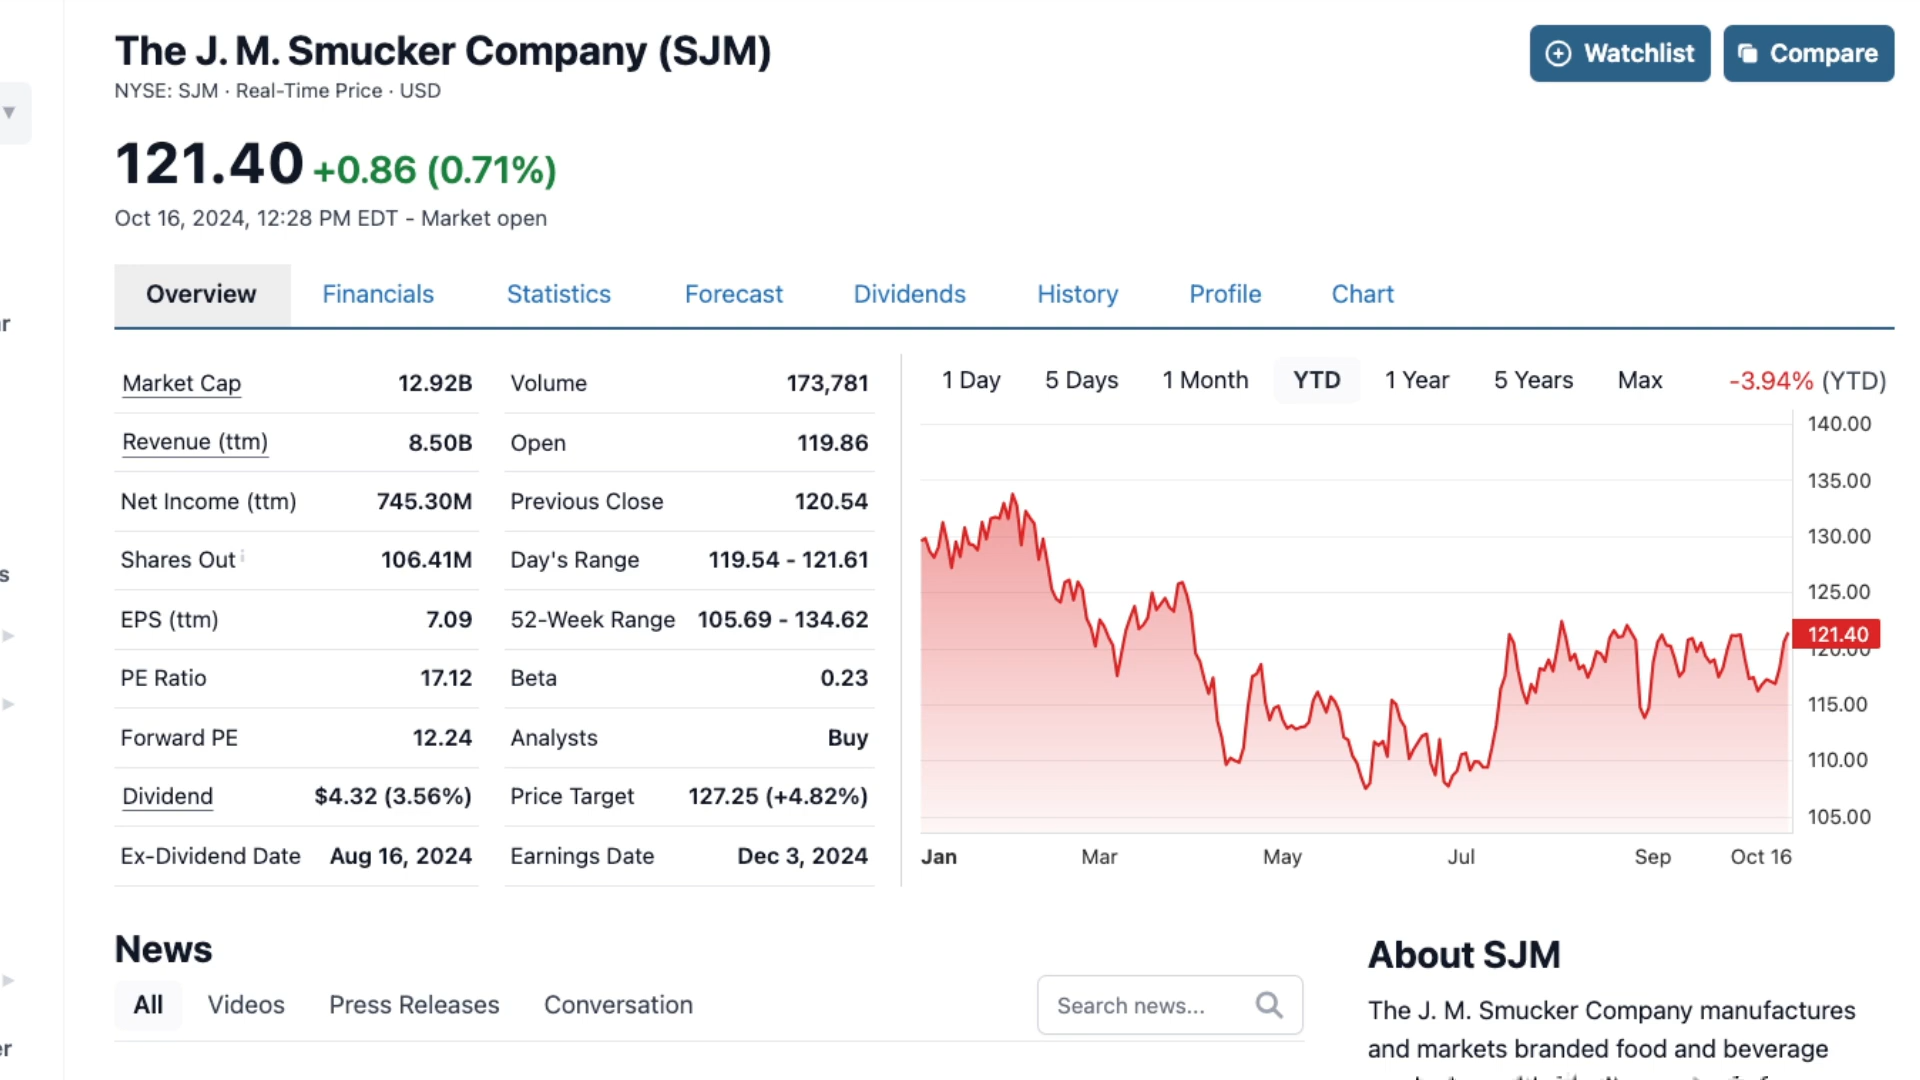 The J. M. Smucker Company (SJM)
Watchlist
Compare
NYSE: SJM · Real-Time Price · USD
121.40 +0.86 (0.71%)
Oct 16, 2024, 12:28 PM EDT - Market open
Overview Financials Statistics Forecast Dividends History Profile Chart
Market Cap 12.92B
Revenue (ttm) 8.50B
Net Income (ttm) 745.30M
Shares Out i 106.41M
EPS (ttm) 7.09
PE Ratio 17.12
Forward PE 12.24
Dividend $4.32 (3.56%)
Ex-Dividend Date Aug 16, 2024
Volume 173,781
Open 119.86
Previous Close 120.54
Day's Range 119.54 - 121.61
52-Week Range 105.69 - 134.62
Beta 0.23
Analysts Buy
Price Target 127.25 (+4.82%)
Earnings Date Dec 3, 2024
1 Day 5 Days 1 Month YTD 1 Year 5 Years Max -3.94% (YTD)
140.00
135.00
130.00
125.00
121.40
120.00
115.00
110.00
105.00
Jan Mar May Jul Sep Oct 16
News
All Videos Press Releases Conversation
Search news...
About SJM
The J. M. Smucker Company manufactures
and markets branded food and beverage